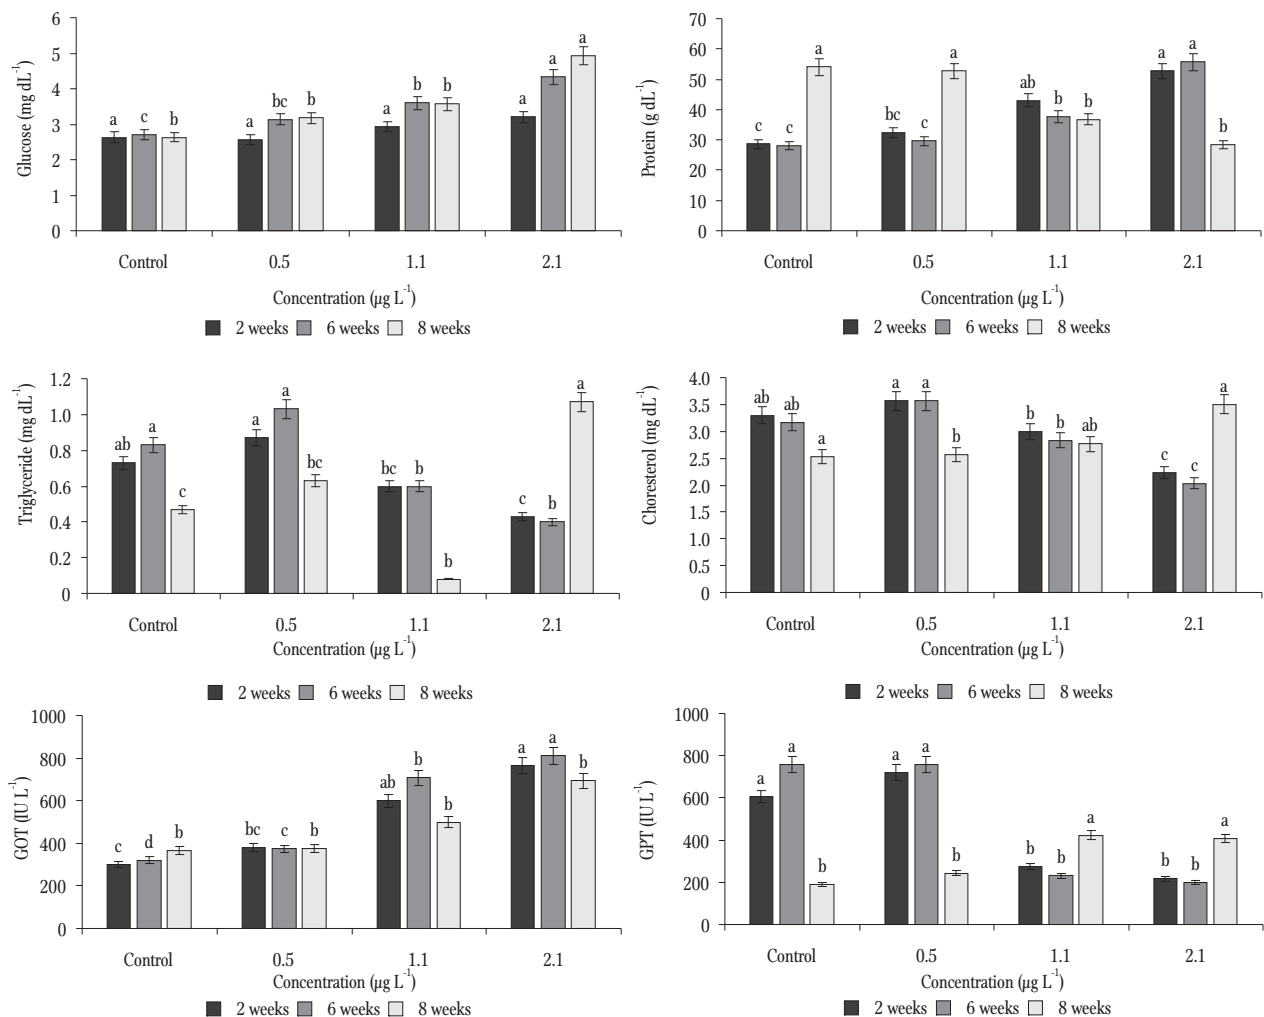 Glucose (mg dL⁻¹)
6
5
4
3
2
1
0
a c b
a bc b
a b b
a a a
Control 0.5 1.1 2.1
Concentration (µg L⁻¹)
2 weeks 6 weeks 8 weeks
Protein (g dL⁻¹)
70
60
50
40
30
20
10
0
c c a
bc c a
ab b b
a a b
Control 0.5 1.1 2.1
Concentration (µg L⁻¹)
2 weeks 6 weeks 8 weeks
Triglyceride (mg dL⁻¹)
1.2
1.0
0.8
0.6
0.4
0.2
0
ab a c
a a bc
bc b b
c b a
Control 0.5 1.1 2.1
Concentration (µg L⁻¹)
2 weeks 6 weeks 8 weeks
Choresterol (mg dL⁻¹)
4.0
3.5
3.0
2.5
2.0
1.5
1.0
0.5
0
ab ab a
a a b
b b ab
c c a
Control 0.5 1.1 2.1
Concentration (µg L⁻¹)
2 weeks 6 weeks 8 weeks
GOT (IU L⁻¹)
1000
800
600
400
200
0
c d b
bc c b
ab b b
a a b
Control 0.5 1.1 2.1
Concentration (µg L⁻¹)
2 weeks 6 weeks 8 weeks
GPT (IU L⁻¹)
1000
800
600
400
200
0
a a b
a a b
b b a
b b a
Control 0.5 1.1 2.1
Concentration (µg L⁻¹)
2 weeks 6 weeks 8 weeks